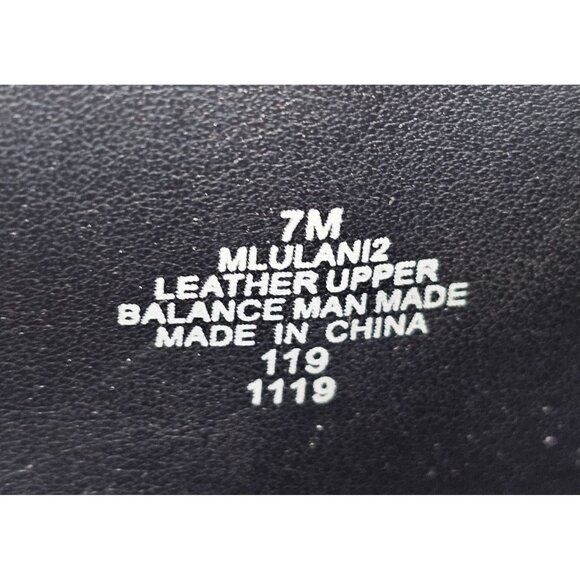 7M
MLULANI2
LEATHER UPPER
BALANCE MAN MADE
MADE IN CHINA
119
1119